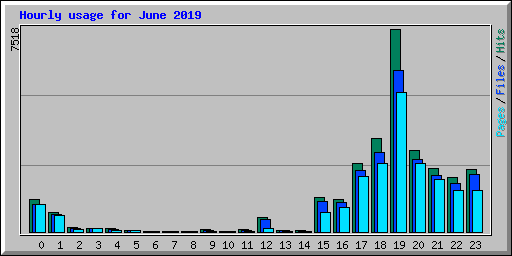 Hourly usage for June 2019
7518
Pages/Files/Hits
0 1 2 3 4 5 6 7 8 9 10 11 12 13 14 15 16 17 18 19 20 21 22 23